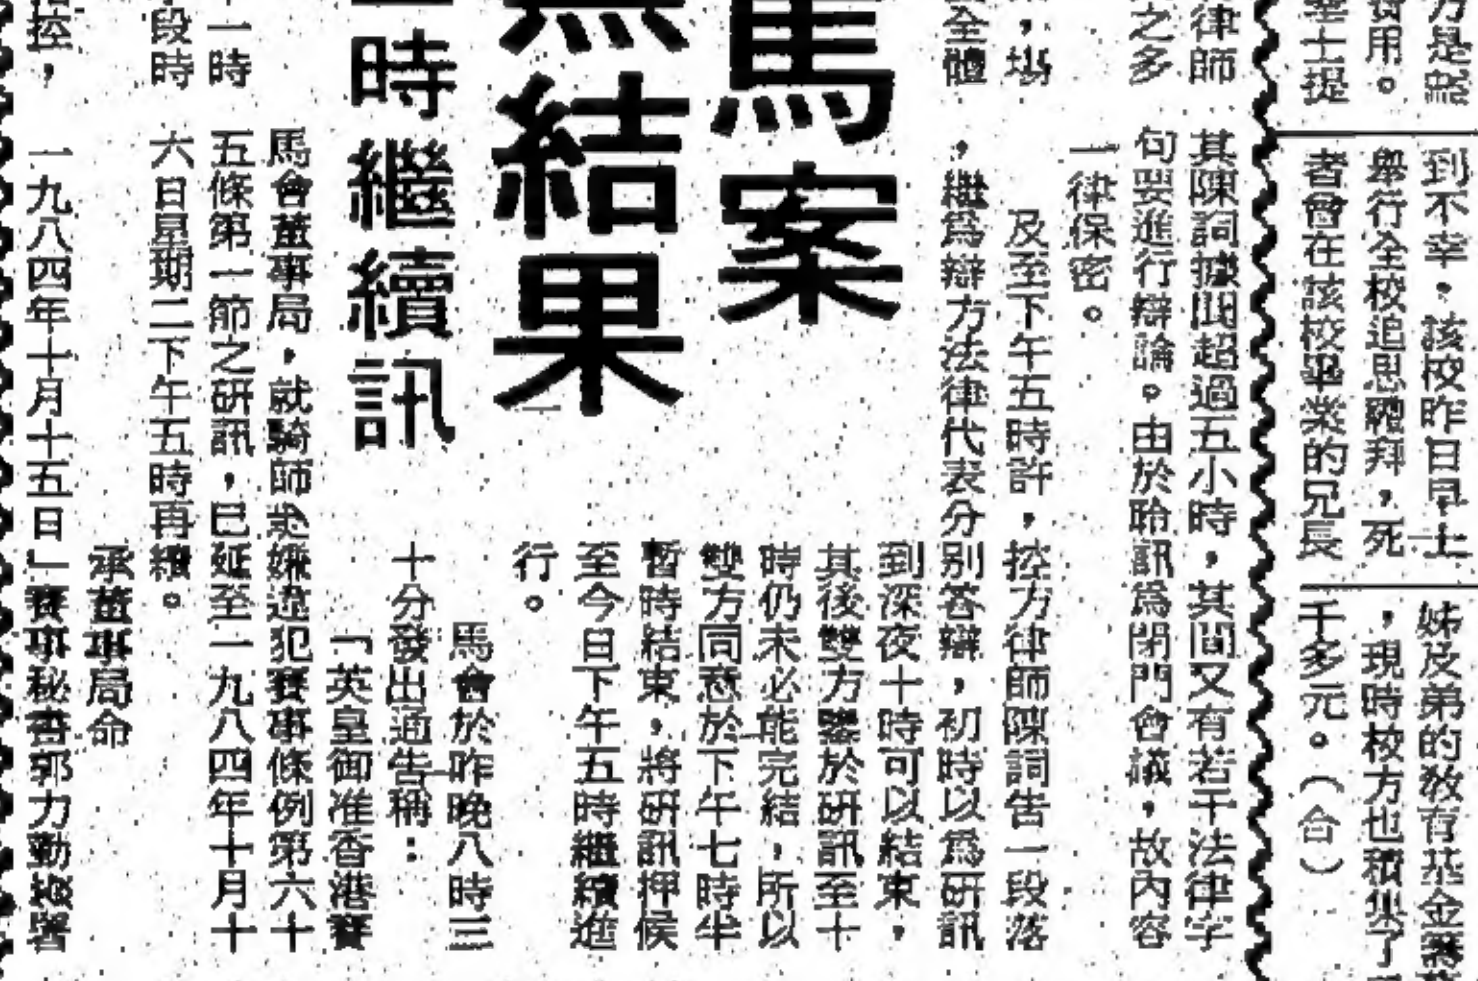 方是
費用。
華士提
到不幸，該校昨日早上
舉行全校追思禮拜，死
者曾在該校畢業的兄長
姊及弟的教育基金
，現時校方也積集了
千多元。（合）
律師
之多
其陳詞據此超過五小時，其間又有若干法律字
句要進行辯論。由於聆訊為閉門會議，故內容
一律保密。
及至下午五時許，控方律師陳詞告一段落
，繼為辯方法律代表分別答辯，初時以為研訊
到深夜十時可以結束，
其後雙方鑒於研訊至十
時仍未必能完結，所以
雙方同意於下午七時半
暫時結束，將研訊押候
至今日下午五時繼續進
行。
全體
馬案
無結果
時繼續訊
馬會於昨晚八時三
十分發出通告稱：
「英皇御准香港賽
馬會董事局，就騎師涉嫌違犯賽事條例第六十
五條第一節之研訊，已延至一九八四年十月十
六日星期二下午五時再續。
承董事局命
一九八四年十月十五日」賽事秘書郭力勤
一時
段時
控，